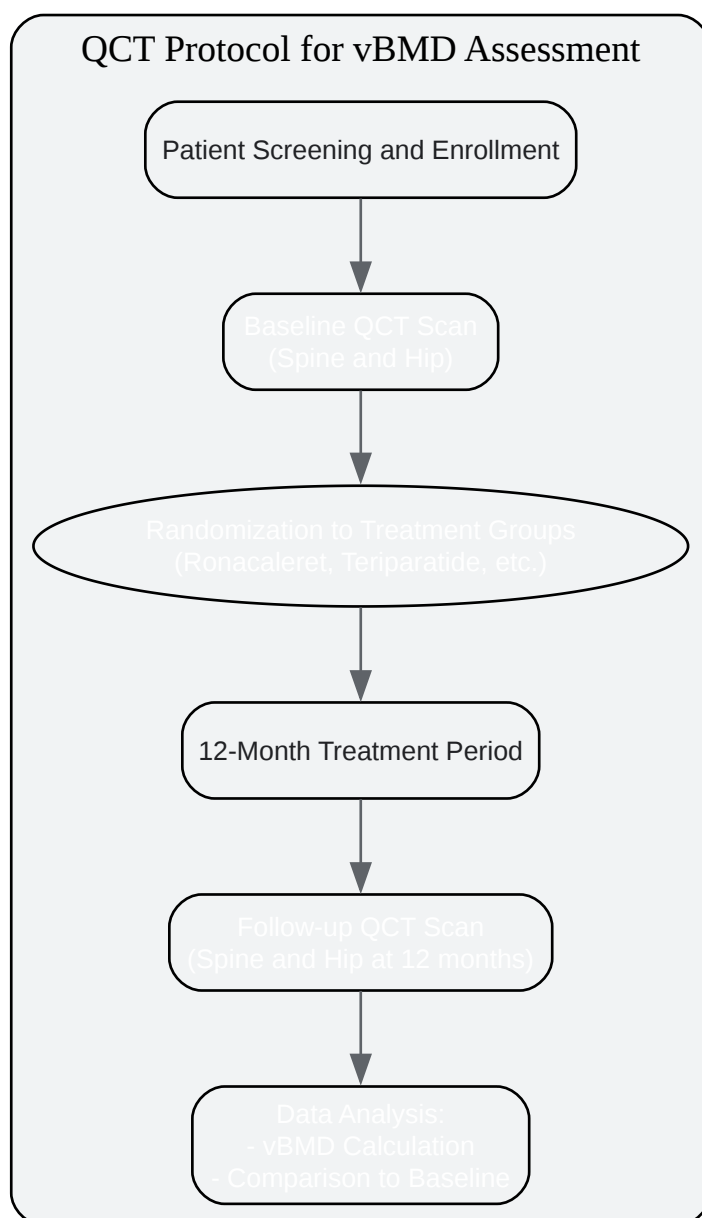 QCT Protocol for vBMD Assessment
Patient Screening and Enrollment
Baseline QCT Scan
(Spine and Hip)
Randomization to Treatment Groups
(Ronacaleret, Teriparatide, etc.)
12-Month Treatment Period
Follow-up QCT Scan
(Spine and Hip at 12 months)
Data Analysis:
- vBMD Calculation
- Comparison to Baseline